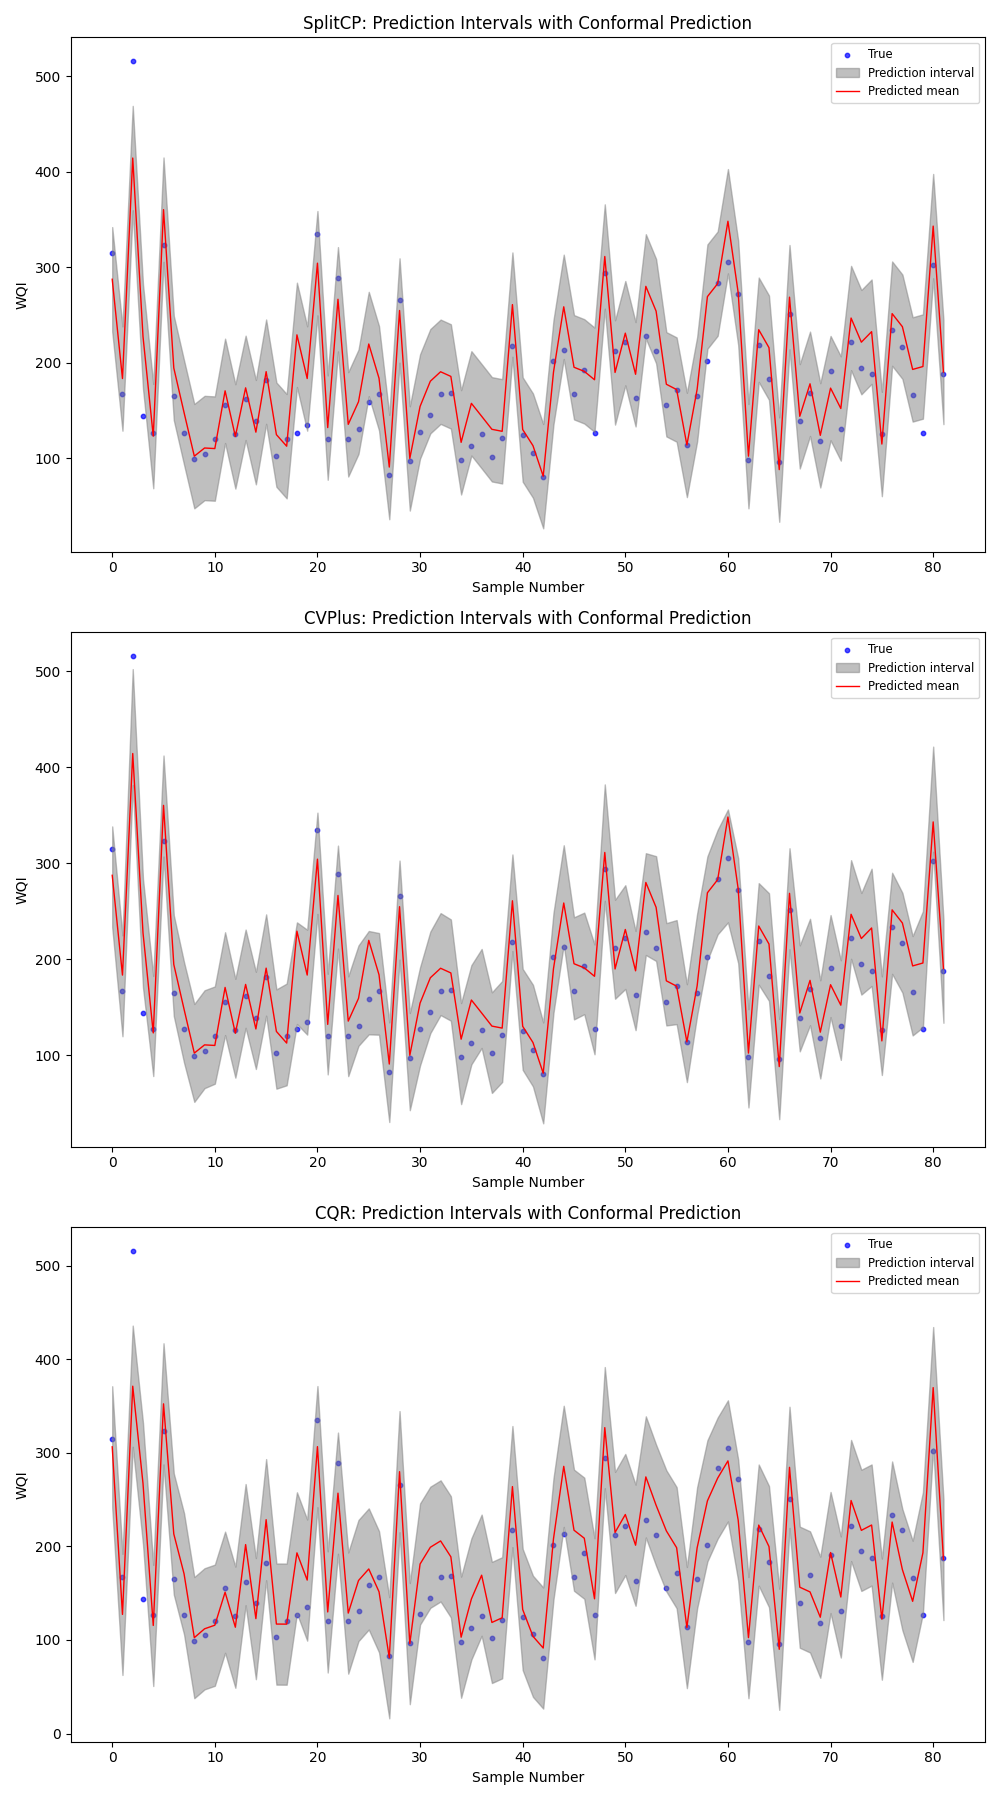 SplitCP: Prediction Intervals with Conformal Prediction
True
Prediction interval
Predicted mean
WQI
500
400
300
200
100
0 10 20 30 40 50 60 70 80
Sample Number
CVPlus: Prediction Intervals with Conformal Prediction
True
Prediction interval
Predicted mean
WQI
500
400
300
200
100
0 10 20 30 40 50 60 70 80
Sample Number
CQR: Prediction Intervals with Conformal Prediction
True
Prediction interval
Predicted mean
WQI
500
400
300
200
100
0
0 10 20 30 40 50 60 70 80
Sample Number